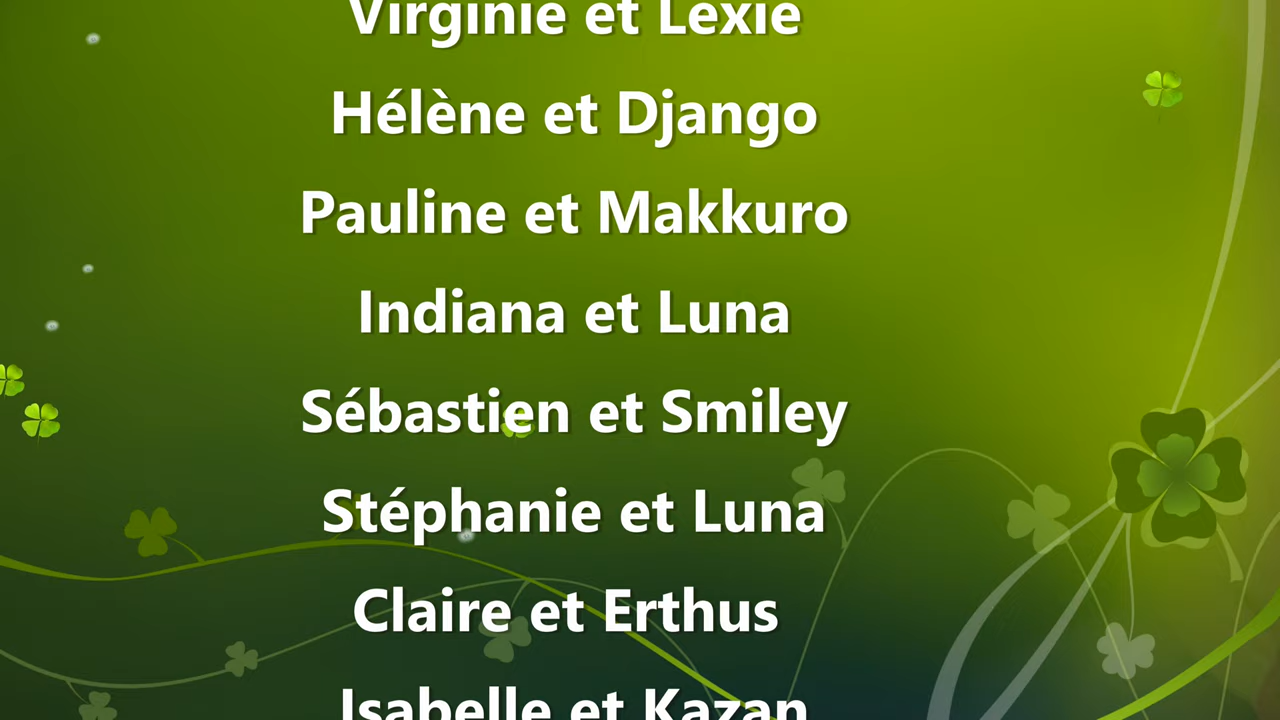 Virginie et Lexie
Hélène et Django
Pauline et Makkuro
Indiana et Luna
Sébastien et Smiley
Stéphanie et Luna
Claire et Erthus
Isabelle et Kazan